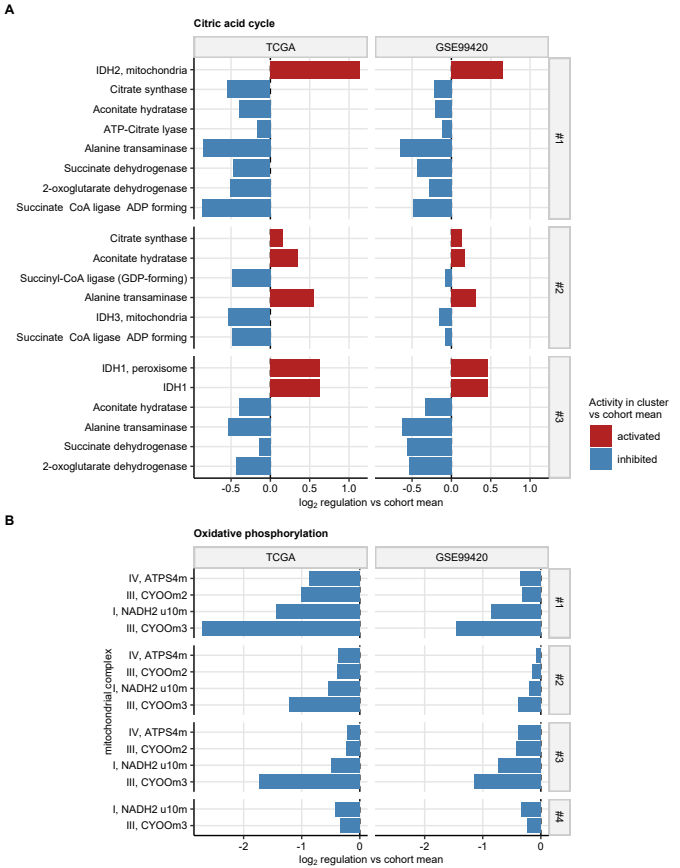 A
Citric acid cycle
TCGA
GSE99420
IDH2, mitochondria
Citrate synthase
Aconitate hydratase
ATP-Citrate lyase
Alanine transaminase
Succinate dehydrogenase
2-oxoglutarate dehydrogenase
Succinate CoA ligase ADP forming
#1
Citrate synthase
Aconitate hydratase
Succinyl-CoA ligase (GDP-forming)
Alanine transaminase
IDH3, mitochondria
Succinate CoA ligase ADP forming
#2
IDH1, peroxisome
IDH1
Aconitate hydratase
Alanine transaminase
Succinate dehydrogenase
2-oxoglutarate dehydrogenase
#3
-0.5 0.0 0.5 1.0
-0.5 0.0 0.5 1.0
log2 regulation vs cohort mean
Activity in cluster
vs cohort mean
activated
inhibited
B
Oxidative phosphorylation
TCGA
GSE99420
mitochondrial complex
IV, ATPS4m
III, CYOOm2
I, NADH2 u10m
III, CYOOm3
#1
IV, ATPS4m
III, CYOOm2
I, NADH2 u10m
III, CYOOm3
#2
IV, ATPS4m
III, CYOOm2
I, NADH2 u10m
III, CYOOm3
#3
I, NADH2 u10m
III, CYOOm3
#4
-2 -1 -0
-2 -1 -0
log2 regulation vs cohort mean